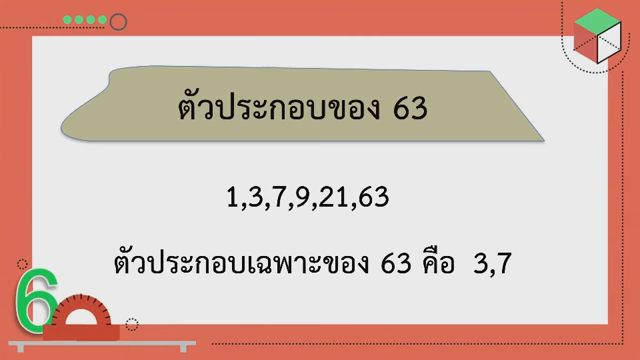 ตัวประกอบของ 63
1,3,7,9,21,63
ตัวประกอบเฉพาะของ 63 คือ 3,7
6